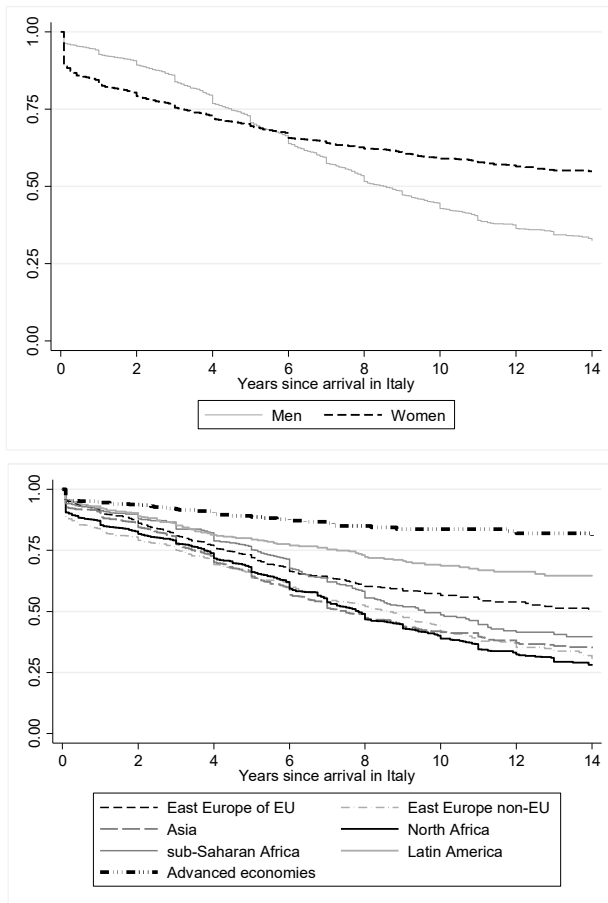 1.00
0.75
0.50
0.25
0.00
0 2 4 6 8 10 12 14
Years since arrival in Italy
Men Women
1.00
0.75
0.50
0.25
0.00
0 2 4 6 8 10 12 14
Years since arrival in Italy
East Europe of EU East Europe non-EU
Asia North Africa
sub-Saharan Africa Latin America
Advanced economies